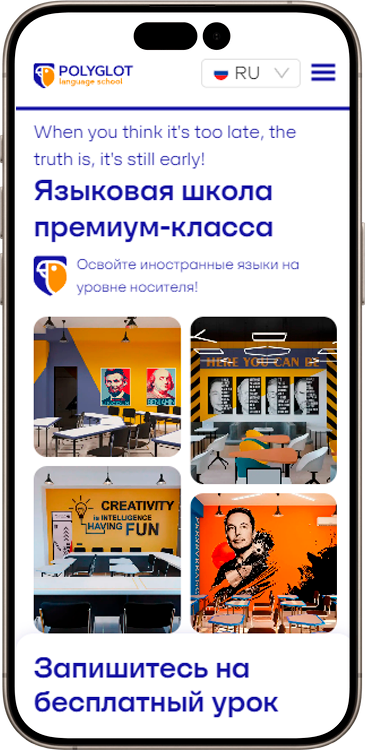 POLYGLOT
language school
RU
When you think it's too late, the
truth is, it's still early!
Языковая школа
премиум-класса
Освойте иностранные языки на
уровне носителя!
HERE YOU CAN BE
CREATIVITY
is INTELLIGENCE
HAVING FUN
Запишитесь на
бесплатный урок